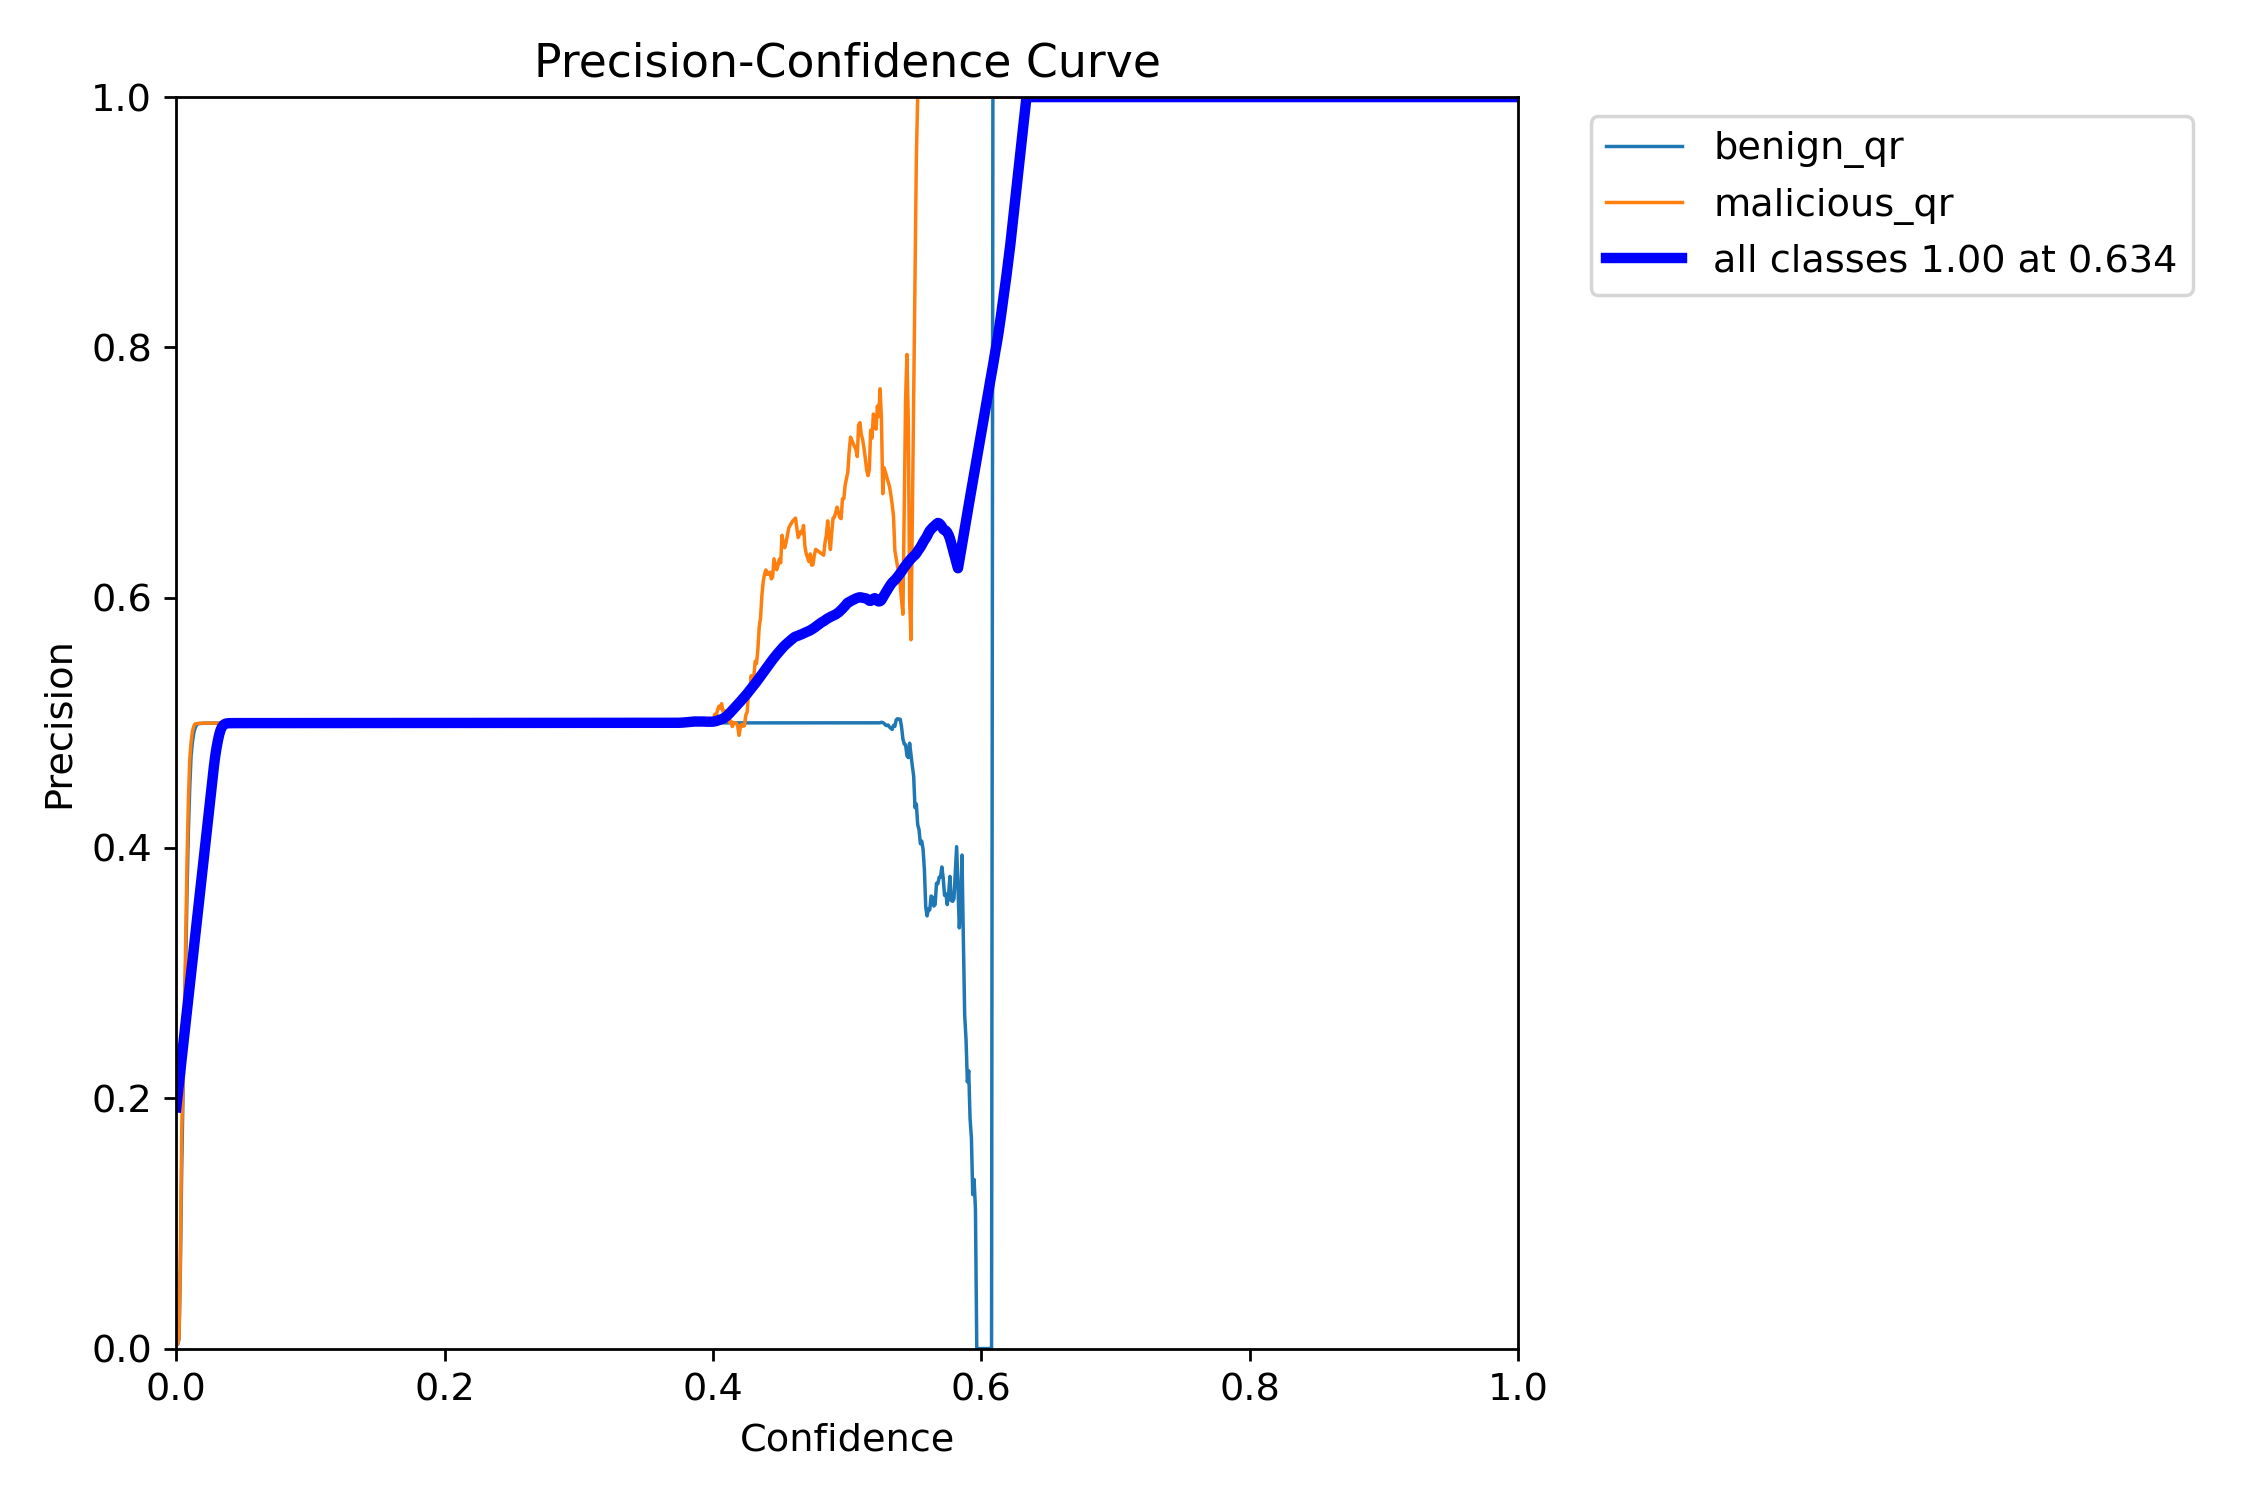 Precision-Confidence Curve
1.0
0.8
0.6
0.4
0.2
0.0
Precision
0.0 0.2 0.4 0.6 0.8 1.0
Confidence
benign_qr
malicious_qr
all classes 1.00 at 0.634